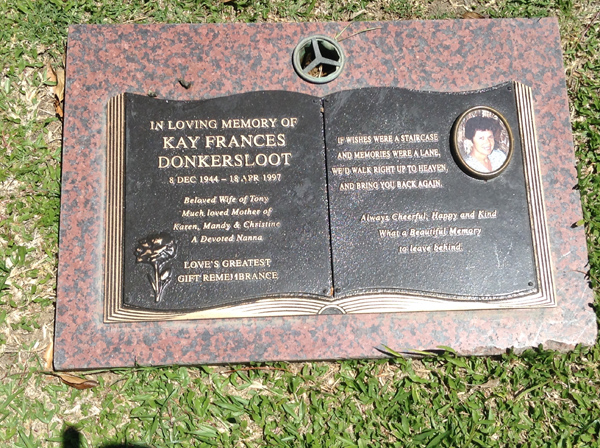 IN LOVING MEMORY OF
KAY FRANCES
DONKERSLOOT
8 DEC 1944 - 18 APR 1997
Beloved Wife of Tony
Much loved Mother of
Karen, Mandy & Christine
A Devoted Nanna
LOVE'S GREATEST
GIFT REMEMBRANCE
IF WISHES WERE A STAIRCASE
AND MEMORIES WERE A LANE,
WE'D WALK RIGHT UP TO HEAVEN,
AND BRING YOU BACK AGAIN.
Always Cheerful, Happy and Kind
What a Beautiful Memory
to leave behind.